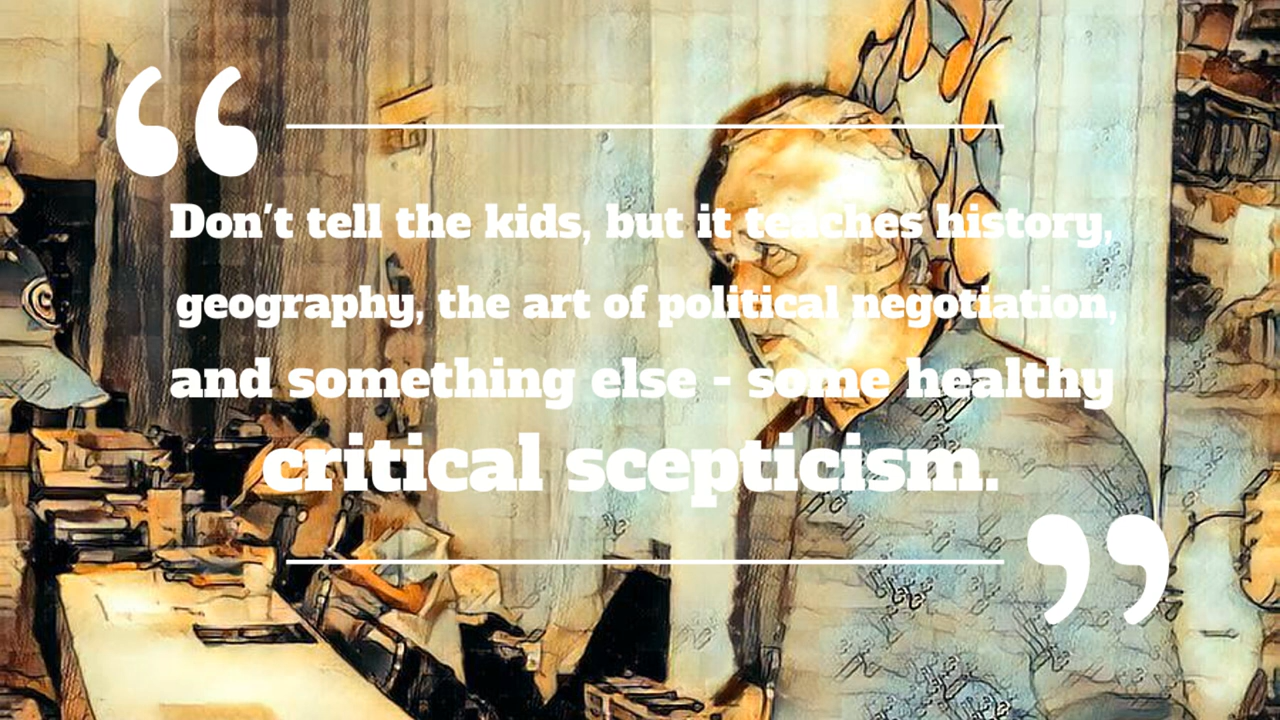 Don't tell the kids, but it teaches history,
geography, the art of political negotiation,
and something else - some healthy
critical scepticism.